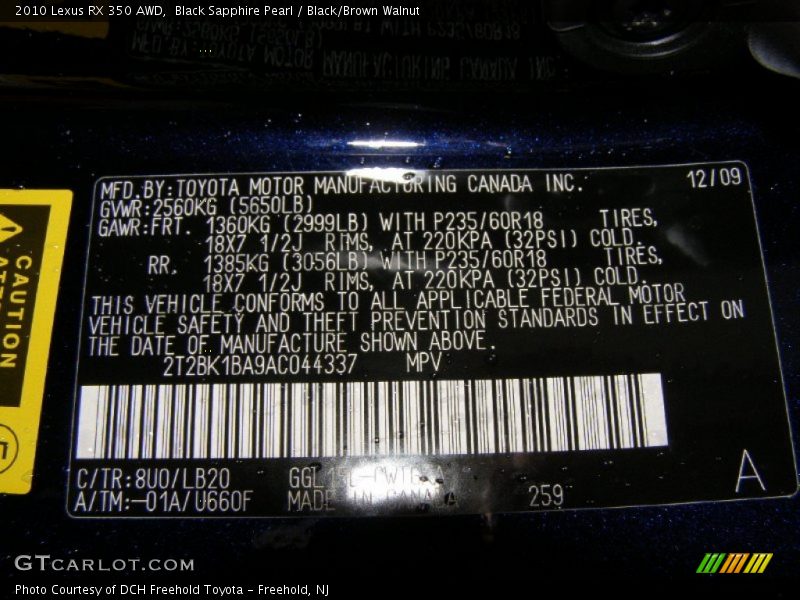 2010 Lexus RX 350 AWD, Black Sapphire Pearl / Black/Brown Walnut
MFD. BY: TOYOTA MOTOR MANUFACTURING CANADA INC. 12/09
GVWR: 2560KG (5650LB)
GAWR: FRT. 1360KG (2999LB) WITH P235/60R18 TIRES,
18X7 1/2J RIMS, AT 220KPA (32PSI) COLD.
RR. 1385KG (3056LB) WITH P235/60R18 TIRES,
18X7 1/2J RIMS, AT 220KPA (32PSI) COLD.
THIS VEHICLE CONFORMS TO ALL APPLICABLE FEDERAL MOTOR
VEHICLE SAFETY AND THEFT PREVENTION STANDARDS IN EFFECT ON
THE DATE OF MANUFACTURE SHOWN ABOVE.
2T2BK1BA9AC044337 MPV
C/TR: 8U0/LB20
A/TM: -01A/U660F MADE IN CANADA 259
A
CAUTION
GTCARLOT.COM
Photo Courtesy of DCH Freehold Toyota - Freehold, NJ